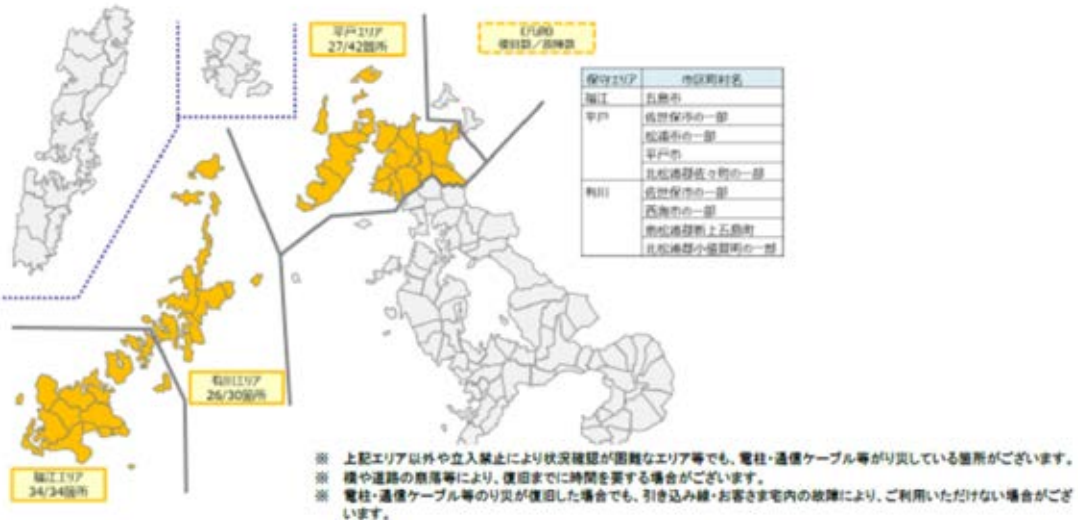 平戸エリア
27/42箇所
復旧数/故障数
保守エリア 市区町村名
福江 五島市
平戸 佐世保市の一部
松浦市の一部
平戸市
北松浦郡佐々町の一部
有川 佐世保市の一部
西海市の一部
南松浦郡新上五島町
北松浦郡小値賀町の一部
有川エリア
26/30箇所
福江エリア
34/34箇所
※ 上記エリア以外や立入禁止により状況確認が困難なエリア等でも、電柱・通信ケーブル等がり災している箇所がございます。
※ 橋や道路の崩落等により、復旧までに時間を要する場合がございます。
※ 電柱・通信ケーブル等のり災が復旧した場合でも、引き込み線・お客さま宅内の故障により、ご利用いただけない場合がござ
います。